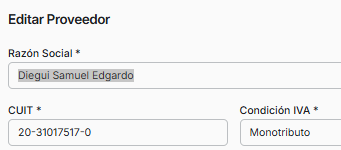 Editar Proveedor
Razón Social *
Diegui Samuel Edgardo
CUIT * Condición IVA *
20-31017517-0 Monotributo